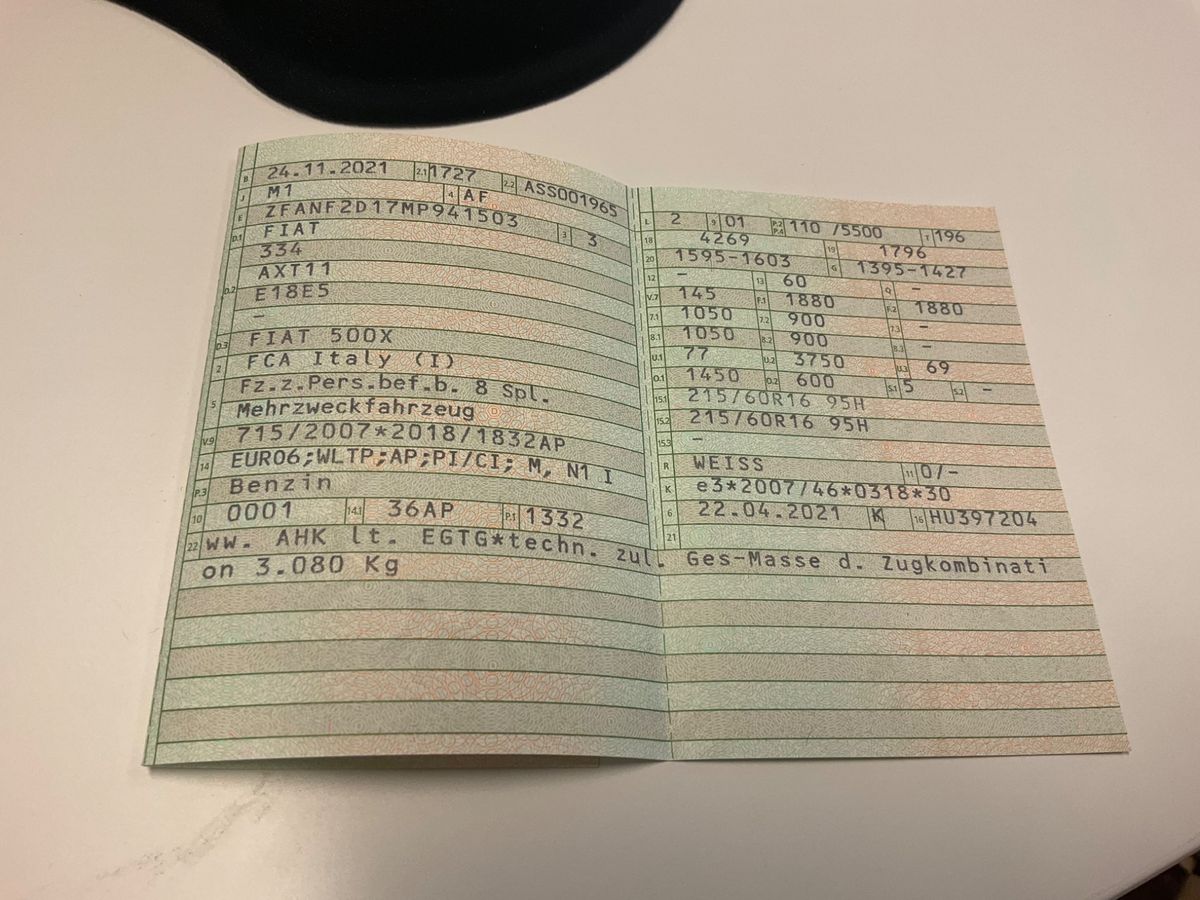 B 24.11.2021 2.1 1727 2.2 ASS001965
J M1 4 AF
E ZFANF2D17MP941503 3 3
D.1 FIAT
334
D.2 AXT11
E18E5
-
D.3 FIAT 500X
2 FCA Italy (I)
5 Fz.z.Pers.bef.b. 8 Spl.
Mehrzweckfahrzeug
V.9 715/2007*2018/1832AP
14 EURO6;WLTP;AP;PI/CI; M, N1 I
P.3 Benzin
10 0001 14.1 36AP P.1 1332
L 2 9 01 P.2 P.4 110 /5500 T 196
18 4269 19 1796
20 1595-1603 G 1395-1427
12 - 13 60 Q -
V.7 145 F.1 1880 F.2 1880
7.1 1050 7.2 900 7.3 -
8.1 1050 8.2 900 8.3 -
U.1 77 U.2 3750 U.3 69
O.1 1450 O.2 600 S.1 5 S.2 -
15.1 215/60R16 95H
15.2 215/60R16 95H
15.3 -
R WEISS 11 0/-
K e3*2007/46*0318*30
6 22.04.2021 17 K 16 HU397204
21
22 ww. AHK lt. EGTG*techn. zul. Ges-Masse d. Zugkombinati
on 3.080 Kg